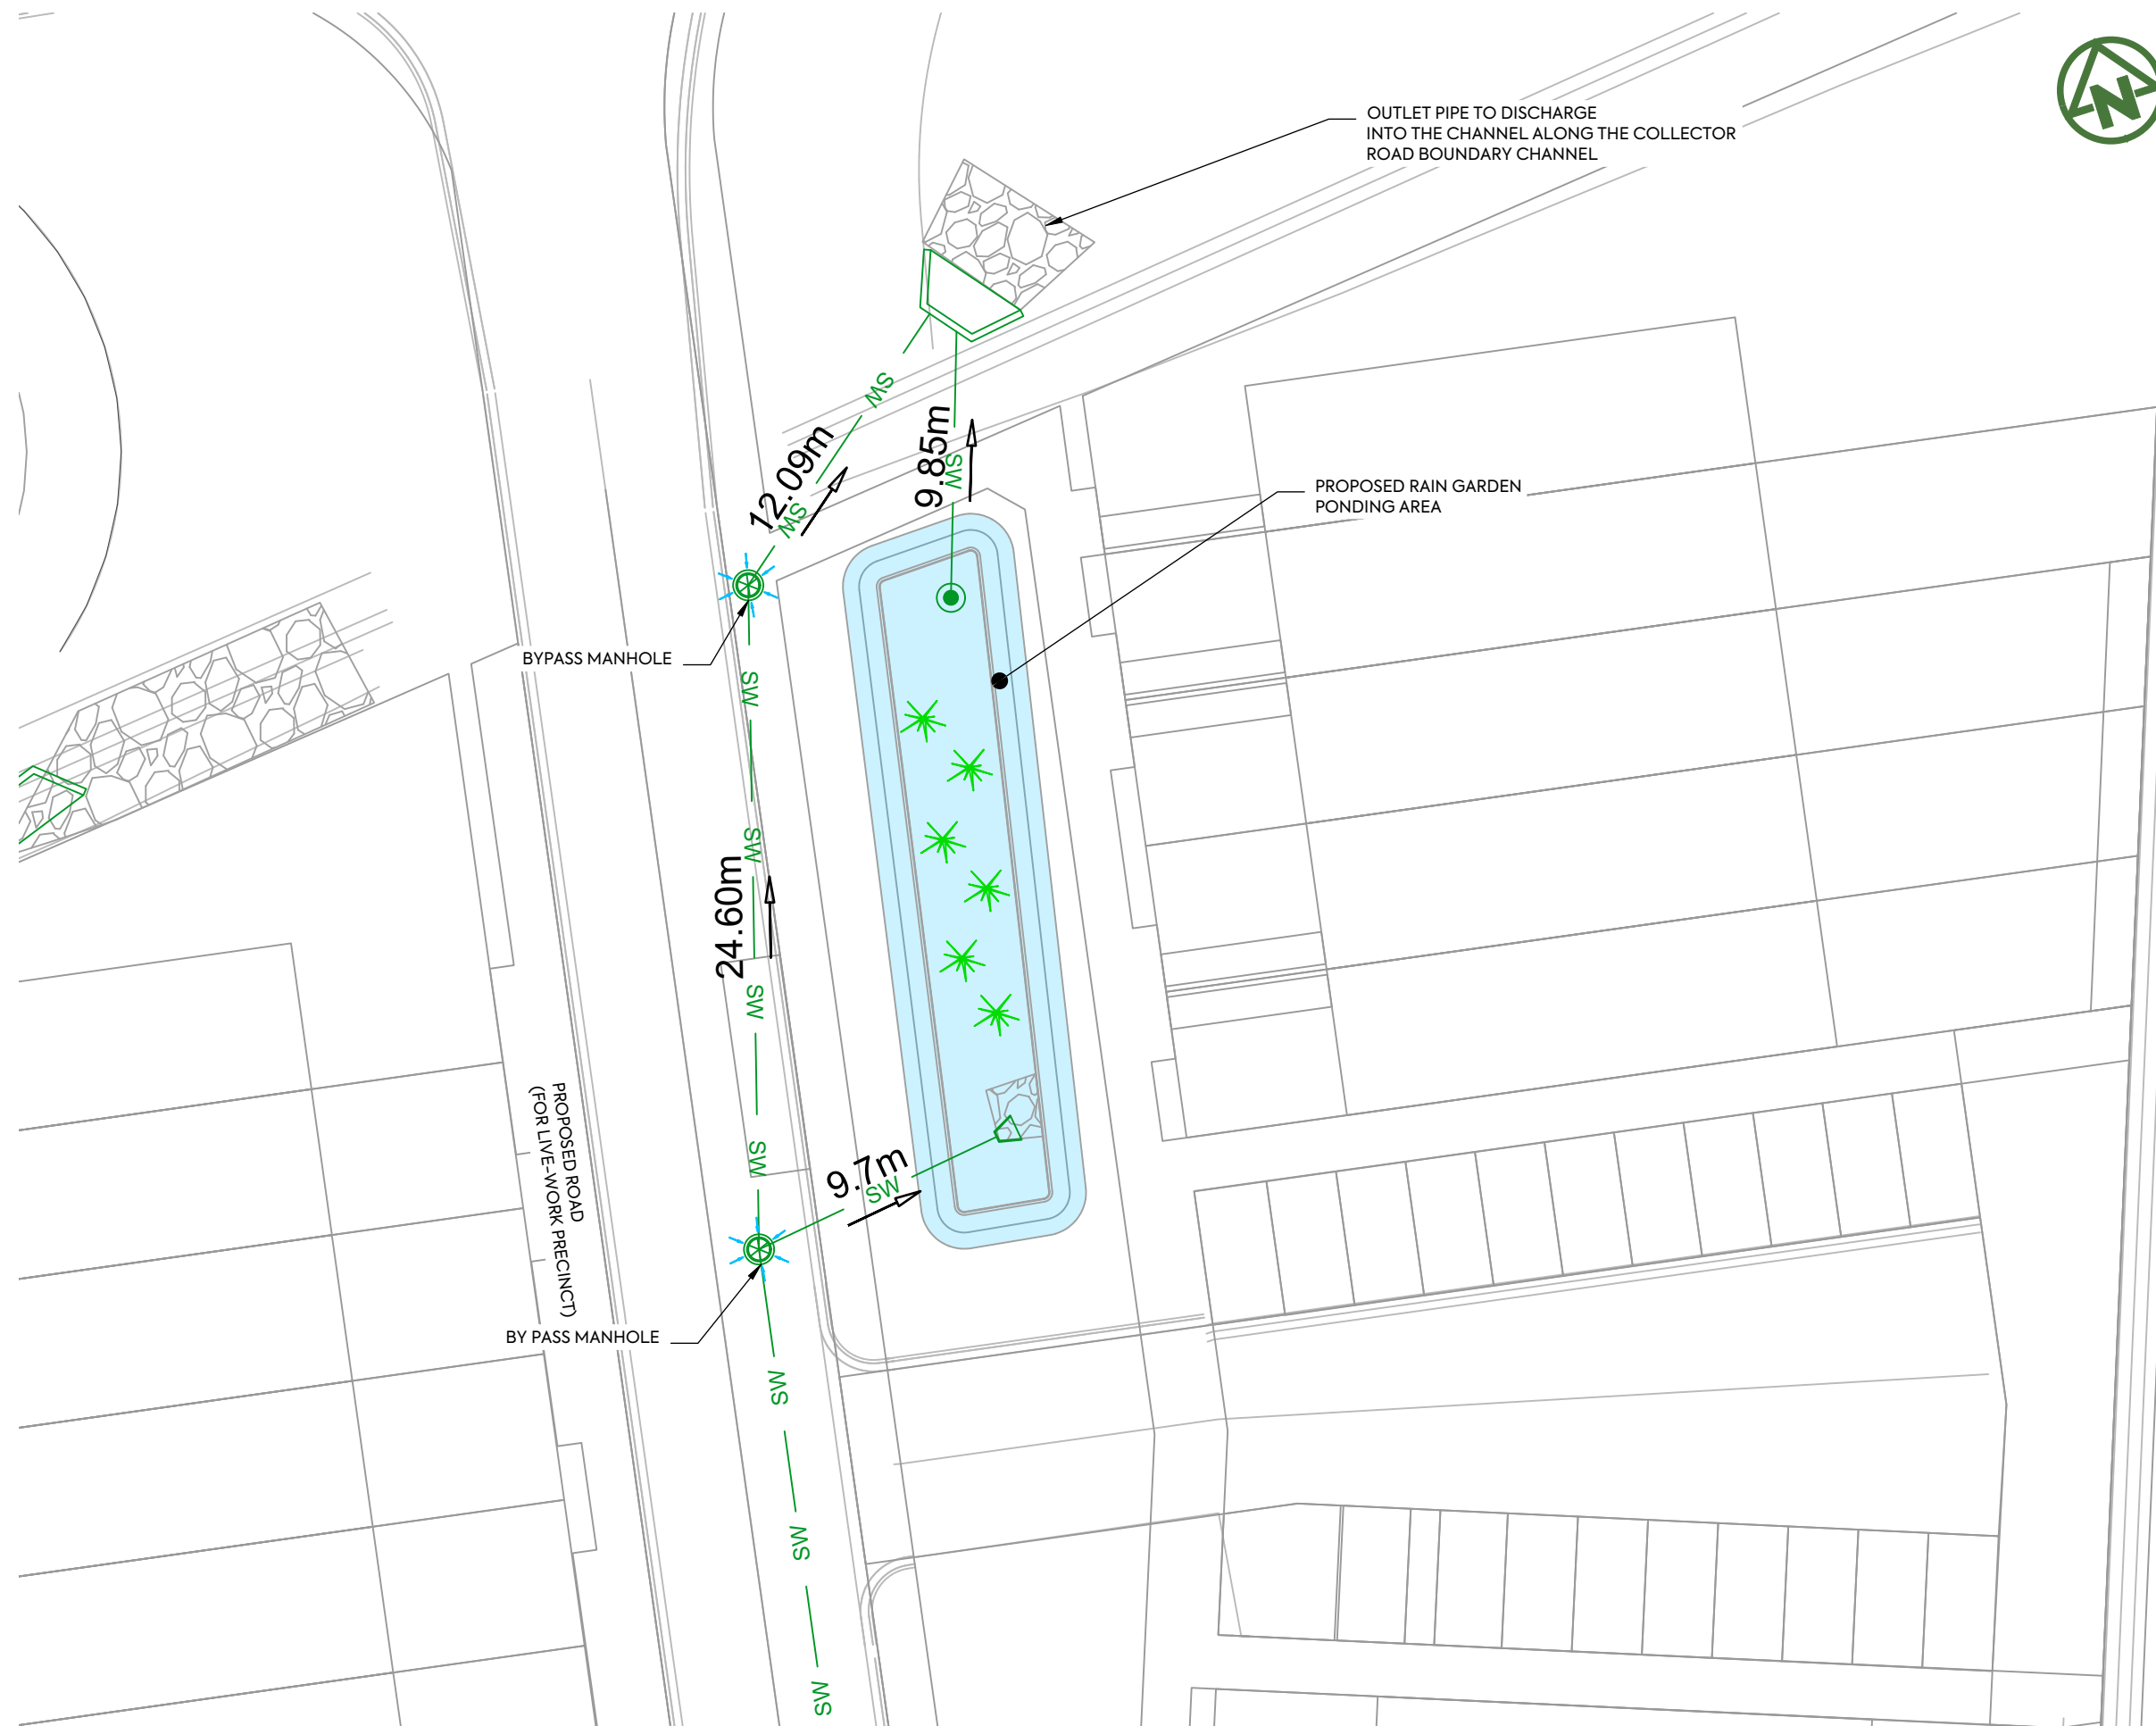 N
OUTLET PIPE TO DISCHARGE
INTO THE CHANNEL ALONG THE COLLECTOR
ROAD BOUNDARY CHANNEL
SW
12.09m
SW
9.85m
SW
PROPOSED RAIN GARDEN
PONDING AREA
BYPASS MANHOLE
SW
SW
24.60m
SW
SW
9.7m
SW
PROPOSED ROAD
(FOR LIVE-WORK PRECINCT)
BY PASS MANHOLE
SW
SW
SW